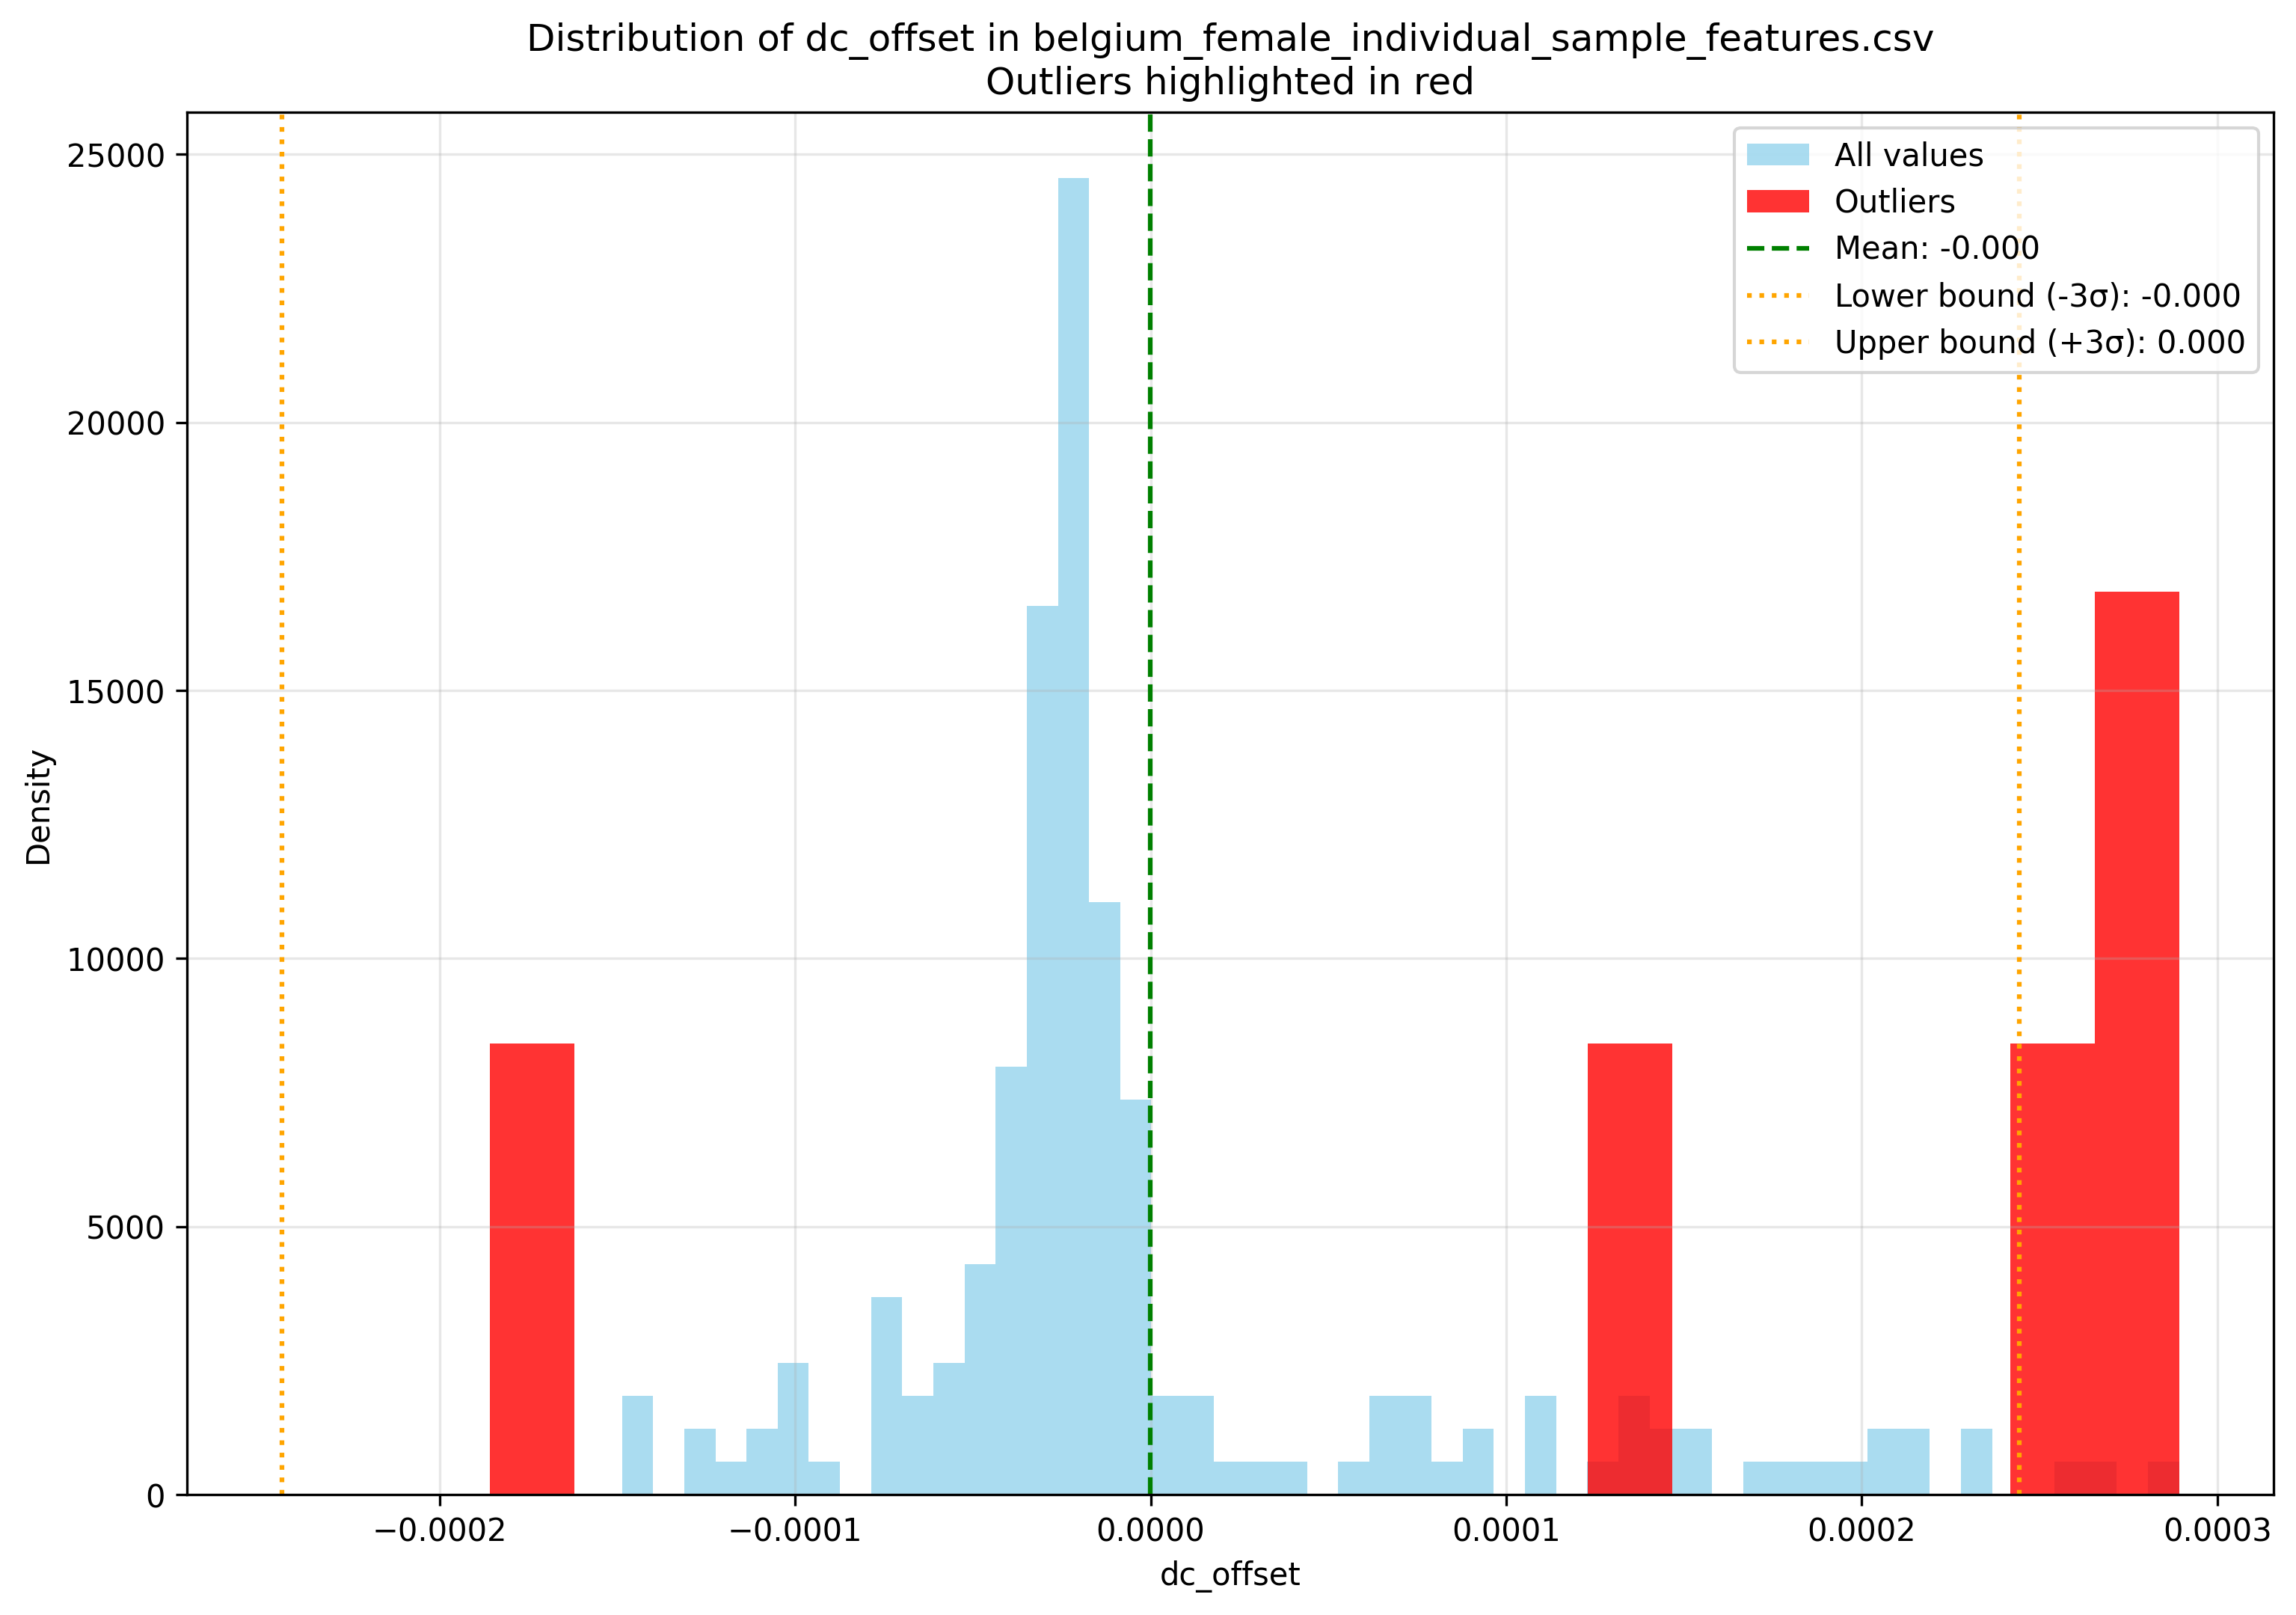 Distribution of dc_offset in belgium_female_individual_sample_features.csv
Outliers highlighted in red
All values
Outliers
Mean: -0.000
Lower bound (-3σ): -0.000
Upper bound (+3σ): 0.000
25000
20000
15000
10000
5000
0
Density
−0.0002
−0.0001
0.0000
0.0001
0.0002
0.0003
dc_offset